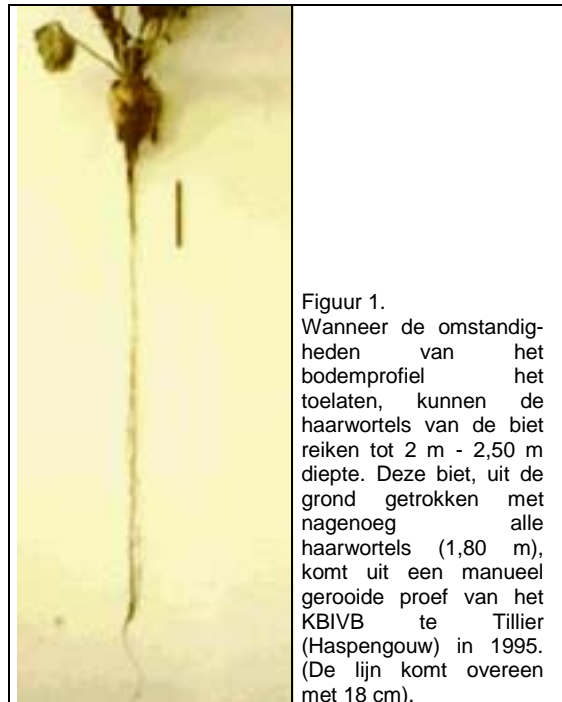 Figuur 1.
Wanneer de omstandig-
heden van het
bodemprofiel het
toelaten, kunnen de
haarwortels van de biet
reiken tot 2 m - 2,50 m
diepte. Deze biet, uit de
grond getrokken met
nagenoeg alle
haarwortels (1,80 m),
komt uit een manueel
gerooide proef van het
KBIVB te Tillier
(Haspengouw) in 1995.
(De lijn komt overeen
met 18 cm).